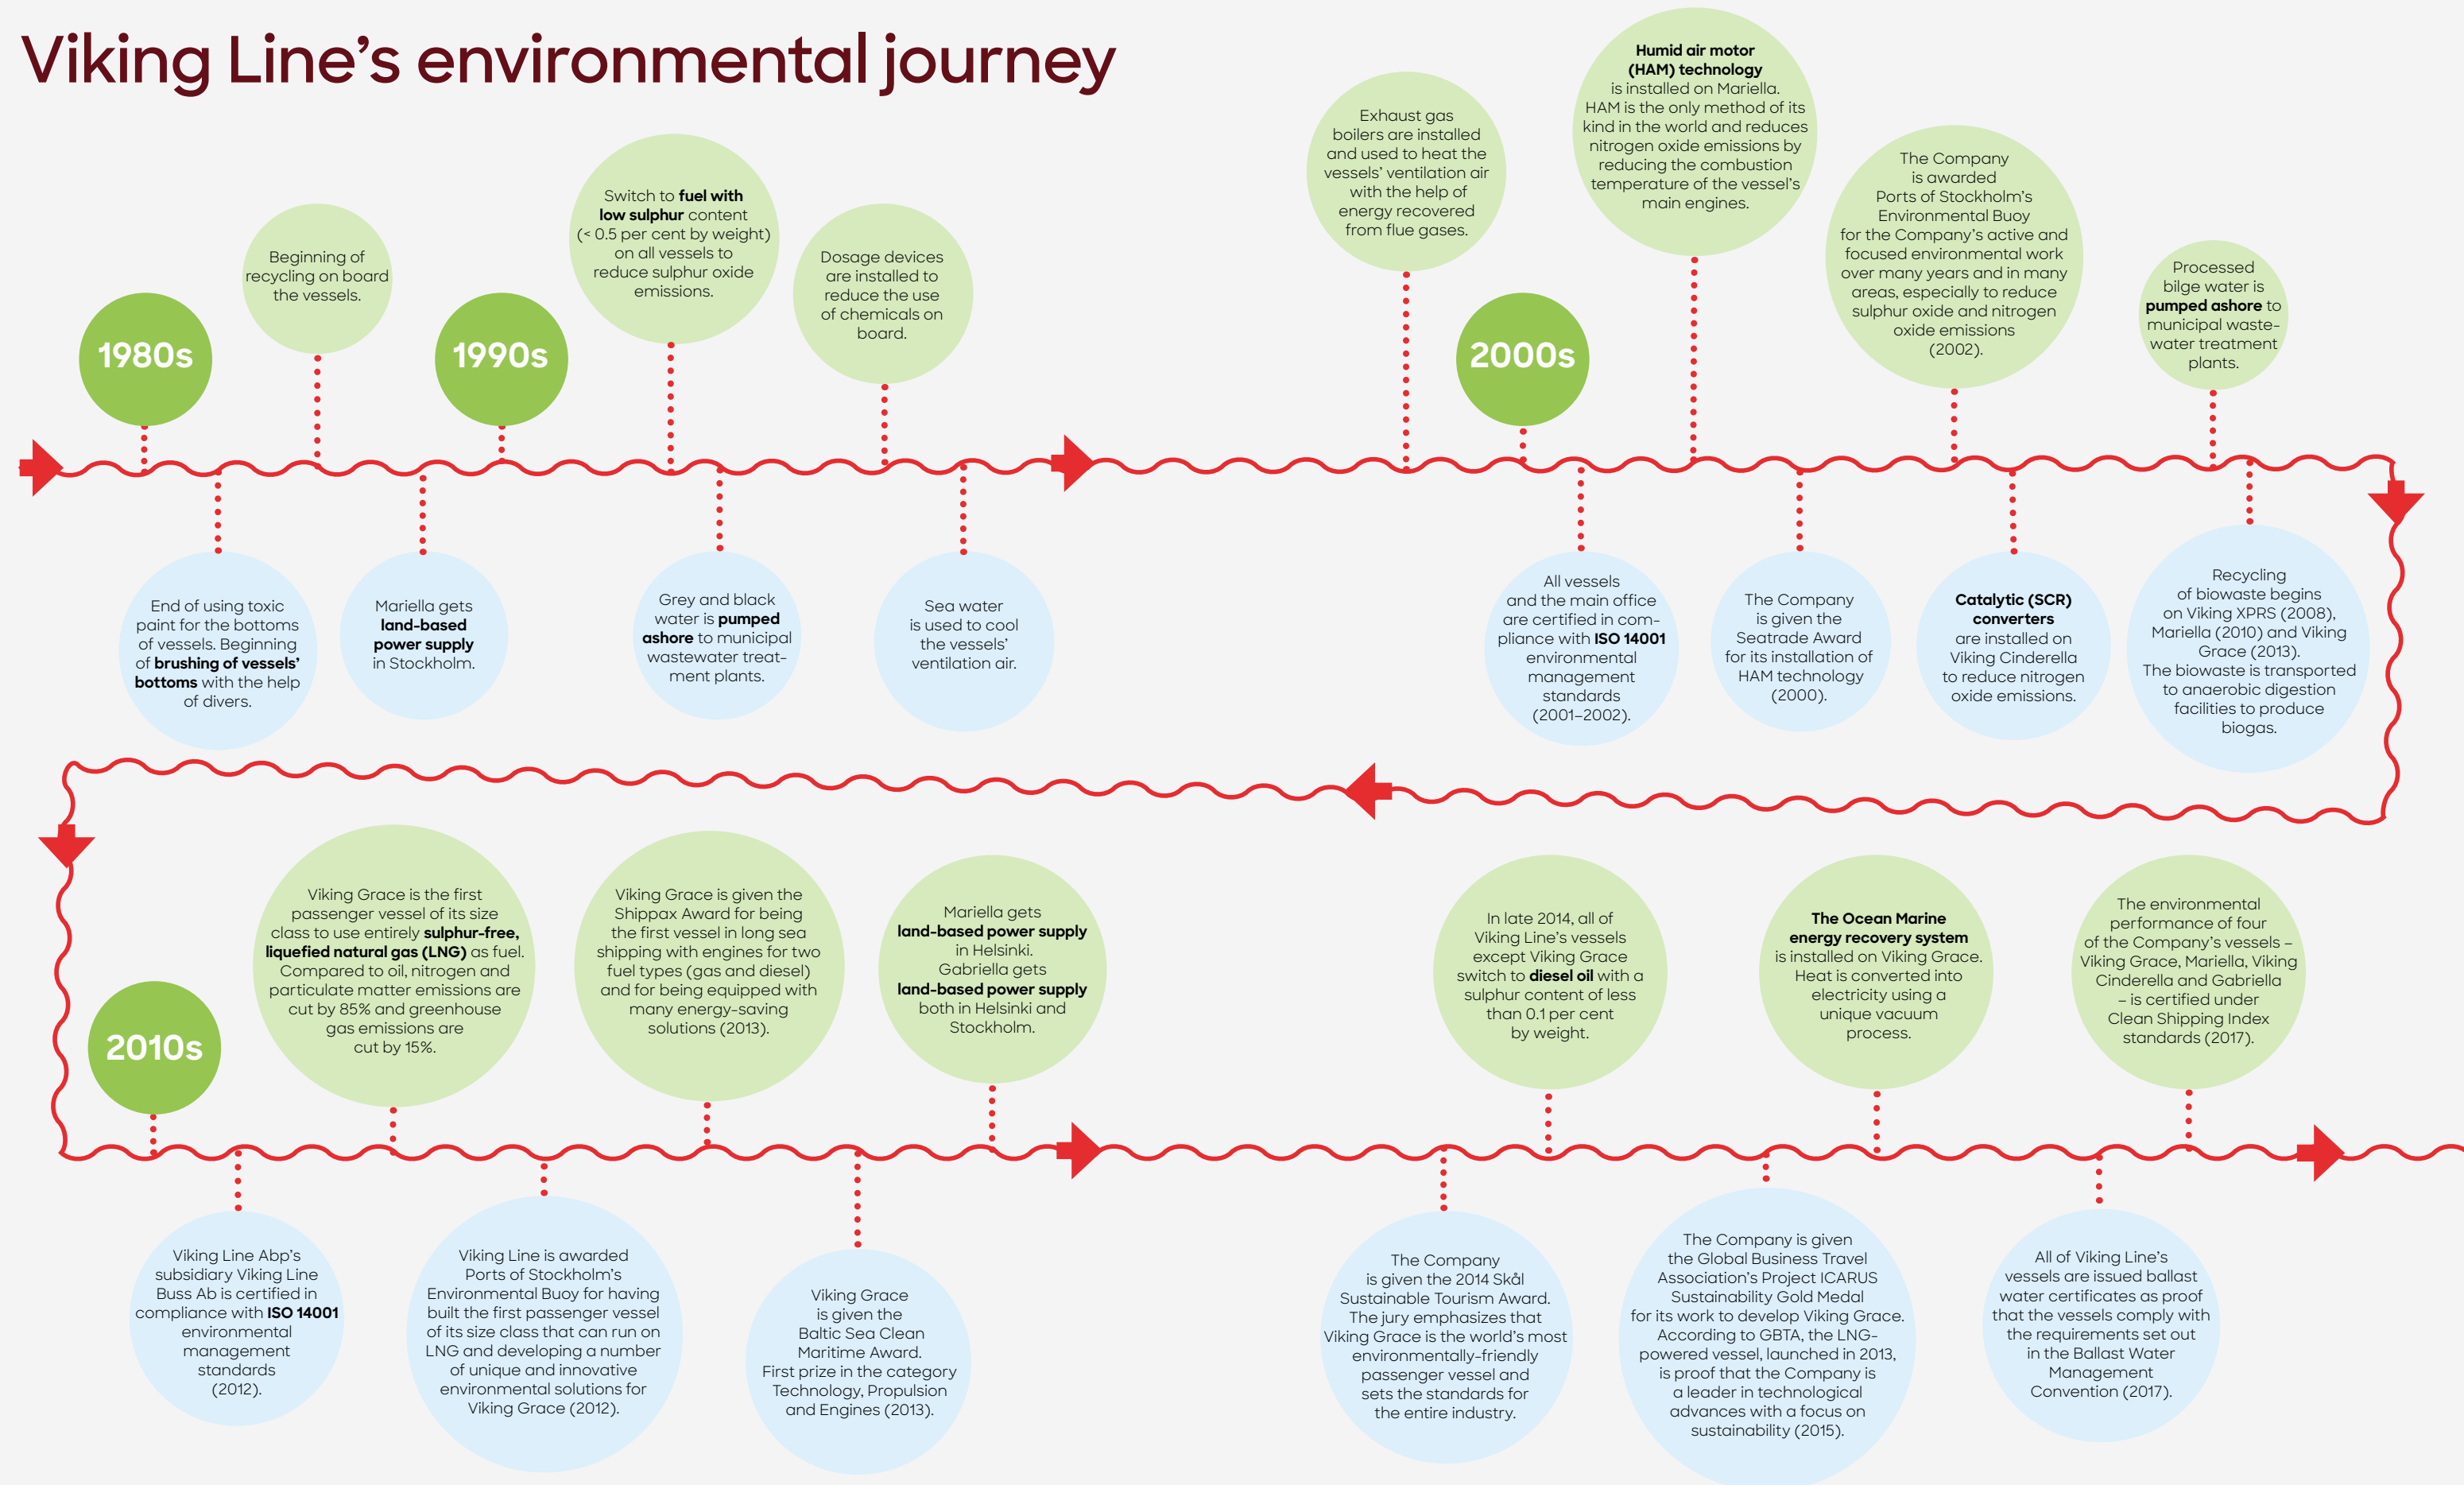 Viking Line’s environmental journey
1980s
End of using toxic
paint for the bottoms
of vessels. Beginning
of brushing of vessels’
bottoms with the help
of divers.
Beginning of
recycling on board
the vessels.
Mariella gets
land-based
power supply
in Stockholm.
1990s
Switch to fuel with
low sulphur content
(< 0.5 per cent by weight)
on all vessels to
reduce sulphur oxide
emissions.
Grey and black
water is pumped
ashore to municipal
wastewater treat-
ment plants.
Dosage devices
are installed to
reduce the use
of chemicals on
board.
Sea water
is used to cool
the vessels’
ventilation air.
Exhaust gas
boilers are installed
and used to heat the
vessels’ ventilation air
with the help of
energy recovered
from flue gases.
2000s
All vessels
and the main office
are certified in com-
pliance with ISO 14001
environmental
management
standards
(2001–2002).
Humid air motor
(HAM) technology
is installed on Mariella.
HAM is the only method of its
kind in the world and reduces
nitrogen oxide emissions by
reducing the combustion
temperature of the vessel’s
main engines.
The Company
is given the
Seatrade Award
for its installation of
HAM technology
(2000).
The Company
is awarded
Ports of Stockholm’s
Environmental Buoy
for the Company’s active and
focused environmental work
over many years and in many
areas, especially to reduce
sulphur oxide and nitrogen
oxide emissions
(2002).
Catalytic (SCR)
converters
are installed on
Viking Cinderella
to reduce nitrogen
oxide emissions.
Processed
bilge water is
pumped ashore to
municipal waste-
water treatment
plants.
Recycling
of biowaste begins
on Viking XPRS (2008),
Mariella (2010) and Viking
Grace (2013).
The biowaste is transported
to anaerobic digestion
facilities to produce
biogas.
2010s
Viking Line Abp’s
subsidiary Viking Line
Buss Ab is certified in
compliance with ISO 14001
environmental
management
standards
(2012).
Viking Grace is the first
passenger vessel of its size
class to use entirely sulphur-free,
liquefied natural gas (LNG) as fuel.
Compared to oil, nitrogen and
particulate matter emissions are
cut by 85% and greenhouse
gas emissions are
cut by 15%.
Viking Line is awarded
Ports of Stockholm’s
Environmental Buoy for having
built the first passenger vessel
of its size class that can run on
LNG and developing a number
of unique and innovative
environmental solutions for
Viking Grace (2012).
Viking Grace is given the
Shippax Award for being
the first vessel in long sea
shipping with engines for two
fuel types (gas and diesel)
and for being equipped with
many energy-saving
solutions (2013).
Viking Grace
is given the
Baltic Sea Clean
Maritime Award.
First prize in the category
Technology, Propulsion
and Engines (2013).
Mariella gets
land-based power supply
in Helsinki.
Gabriella gets
land-based power supply
both in Helsinki and
Stockholm.
The Company
is given the 2014 Skål
Sustainable Tourism Award.
The jury emphasizes that
Viking Grace is the world’s most
environmentally-friendly
passenger vessel and
sets the standards for
the entire industry.
In late 2014, all of
Viking Line’s vessels
except Viking Grace
switch to diesel oil with a
sulphur content of less
than 0.1 per cent
by weight.
The Company is given
the Global Business Travel
Association’s Project ICARUS
Sustainability Gold Medal
for its work to develop Viking Grace.
According to GBTA, the LNG-
powered vessel, launched in 2013,
is proof that the Company is
a leader in technological
advances with a focus on
sustainability (2015).
The Ocean Marine
energy recovery system
is installed on Viking Grace.
Heat is converted into
electricity using a
unique vacuum
process.
All of Viking Line’s
vessels are issued ballast
water certificates as proof
that the vessels comply with
the requirements set out
in the Ballast Water
Management
Convention (2017).
The environmental
performance of four
of the Company’s vessels –
Viking Grace, Mariella, Viking
Cinderella and Gabriella
– is certified under
Clean Shipping Index
standards (2017).